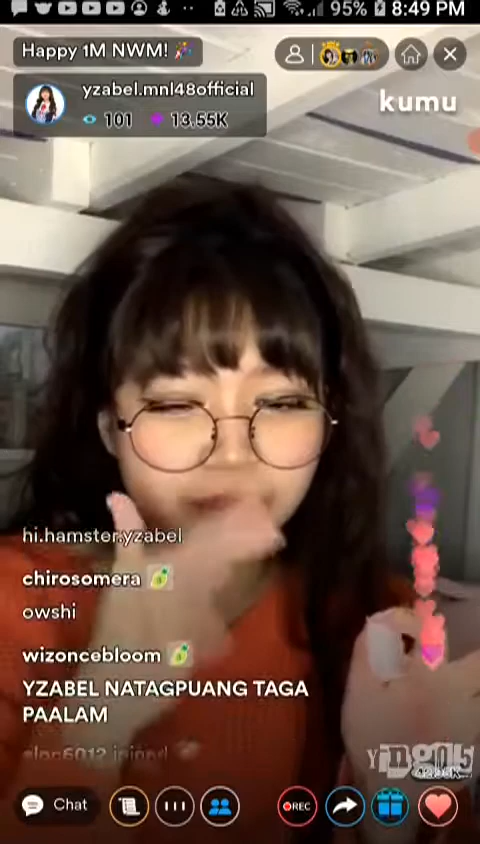 95% 8:49 PM
Happy 1M NWM! 🎉
yzabel.mnl48official
101 13.55K
kumu
hi.hamster.yzabel
chirosomera
owshi
wizoncebloom
YZABEL NATAGPUANG TAGA
PAALAM
joined
Chat
REC